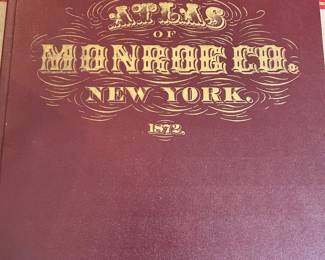 ATLAS
OF
MONROE CO.
NEW YORK.
1872.